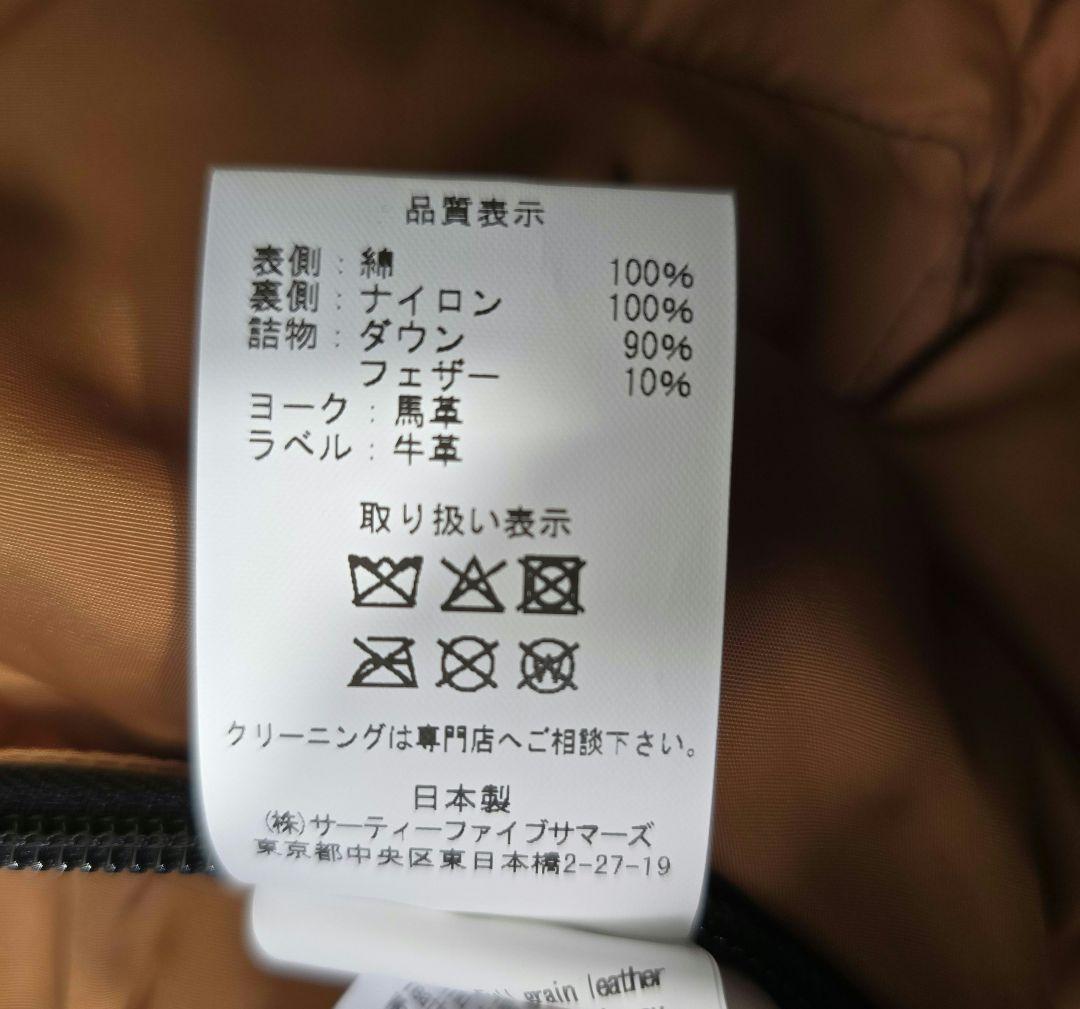 品質表示
表側：綿 100%
裏側：ナイロン 100%
詰物：ダウン 90%
フェザー 10%
ヨーク：馬革
ラベル：牛革
取り扱い表示
W
クリーニングは専門店へご相談下さい。
日本製
(株)サーティーファイブサマーズ
東京都中央区東日本橋2-27-19
grain leather